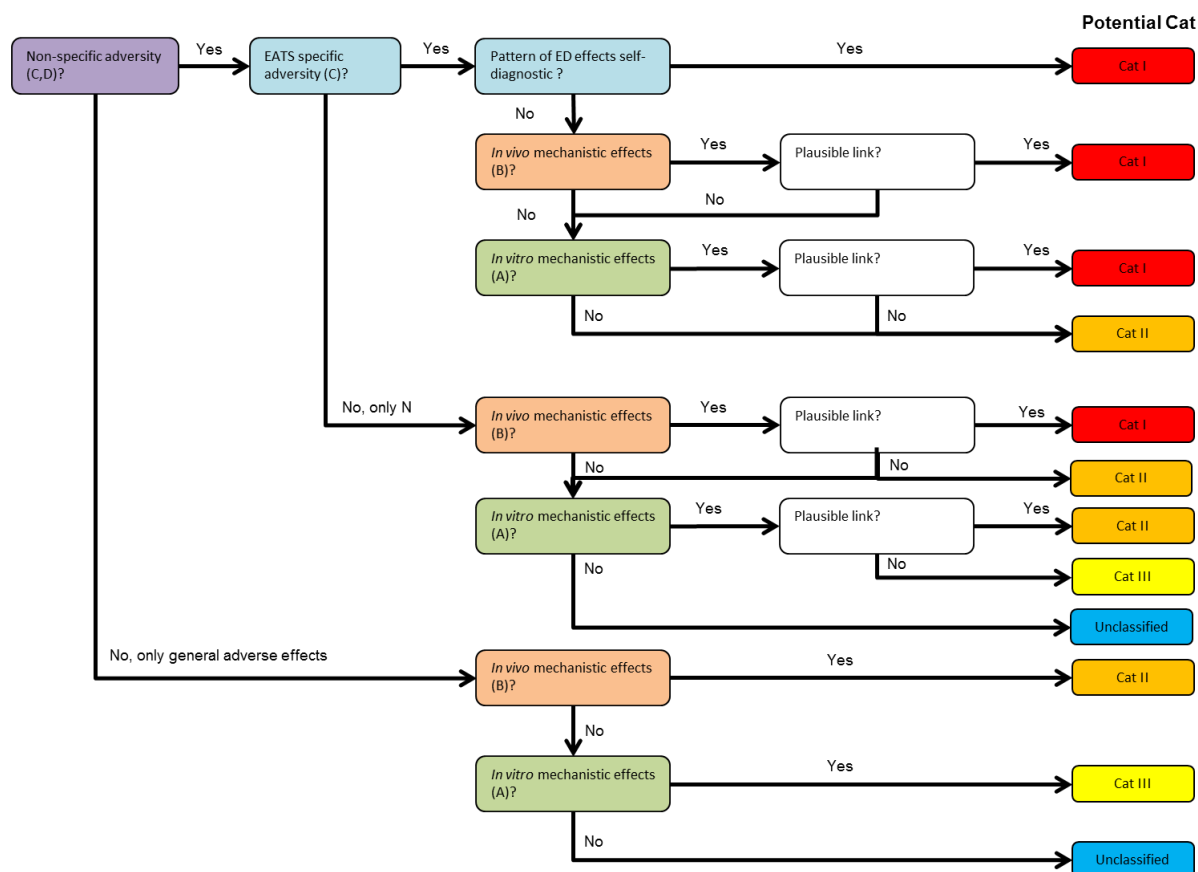 Potential Cat
Non-specific adversity
(C,D)?
Yes
EATS specific
adversity (C)?
Yes
Pattern of ED effects self-
diagnostic ?
Yes
Cat I
No
In vivo mechanistic effects
(B)?
Yes
Plausible link?
Yes
Cat I
No
No
In vitro mechanistic effects
(A)?
Yes
Plausible link?
Yes
Cat I
No
No
Cat II
No, only N
In vivo mechanistic effects
(B)?
Yes
Plausible link?
Yes
Cat I
No
No
Cat II
In vitro mechanistic effects
(A)?
Yes
Plausible link?
Yes
Cat II
No
No
Cat III
Unclassified
No, only general adverse effects
In vivo mechanistic effects
(B)?
Yes
Cat II
No
In vitro mechanistic effects
(A)?
Yes
Cat III
No
Unclassified